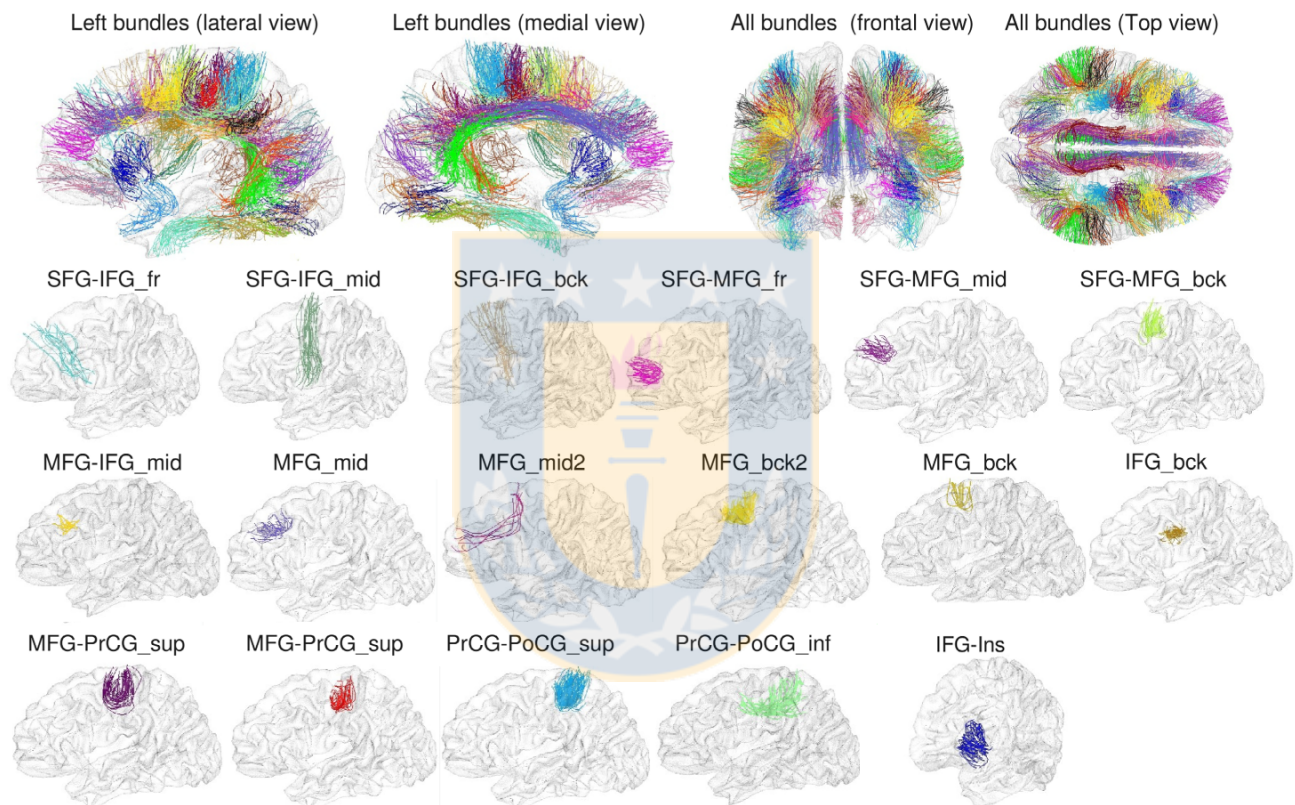 Left bundles (lateral view) Left bundles (medial view) All bundles (frontal view) All bundles (Top view)
SFG-IFG_fr SFG-IFG_mid SFG-IFG_bck SFG-MFG_fr SFG-MFG_mid SFG-MFG_bck
MFG-IFG_mid MFG_mid MFG_mid2 MFG_bck2 MFG_bck IFG_bck
MFG-PrCG_sup MFG-PrCG_sup PrCG-PoCG_sup PrCG-PoCG_inf IFG-Ins